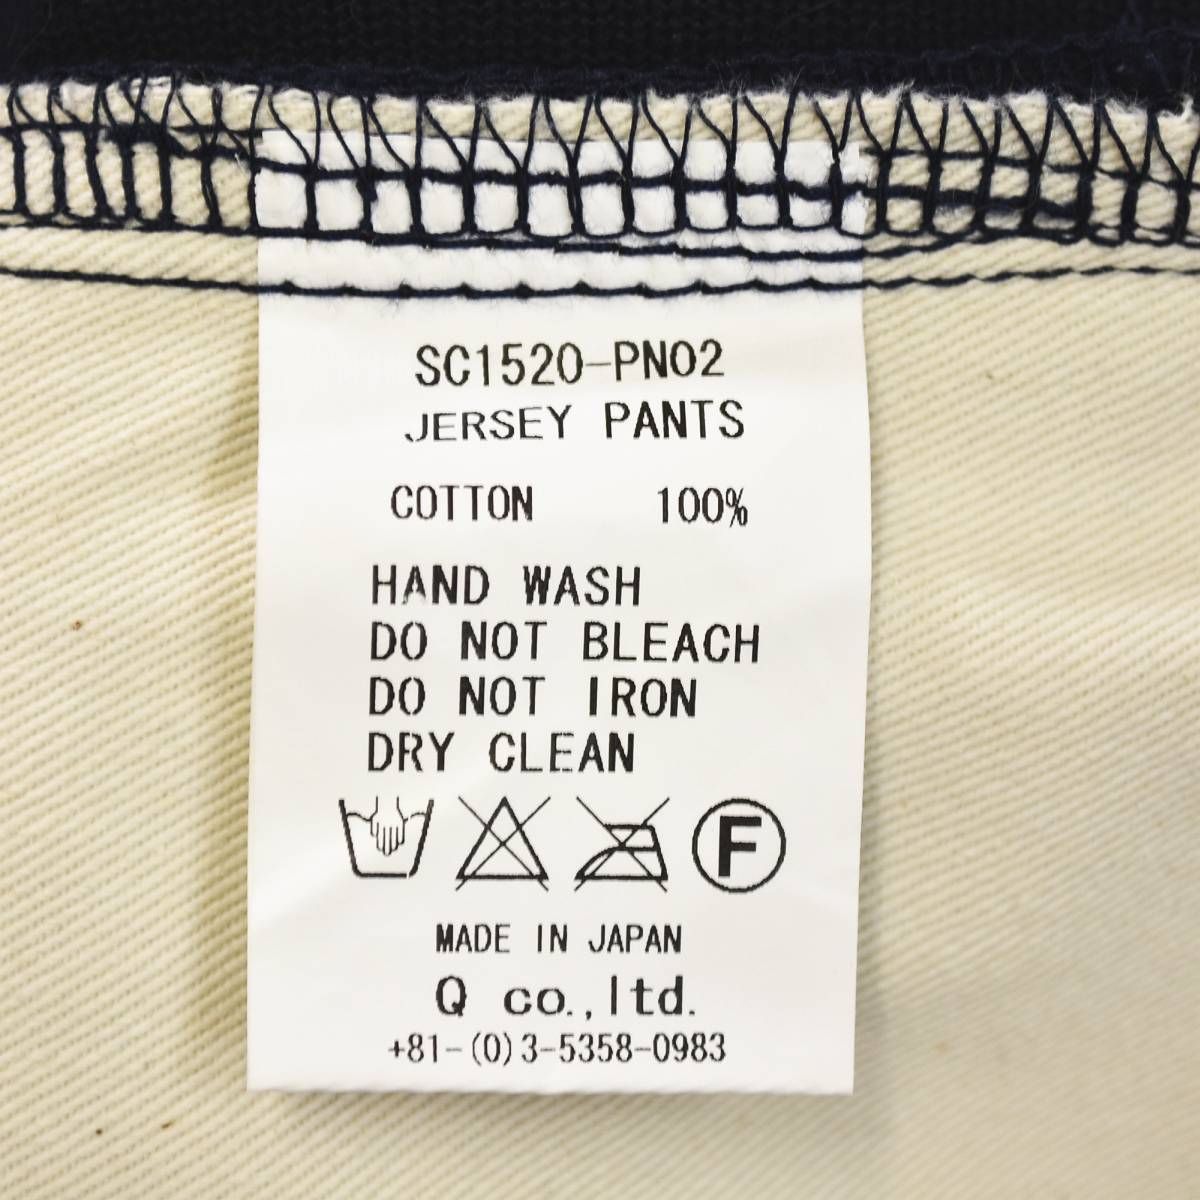 SC1520-PN02
JERSEY PANTS
COTTON 100%
HAND WASH
DO NOT BLEACH
DO NOT IRON
DRY CLEAN
F
MADE IN JAPAN
Q co.,ltd.
+81-(0)3-5358-0983